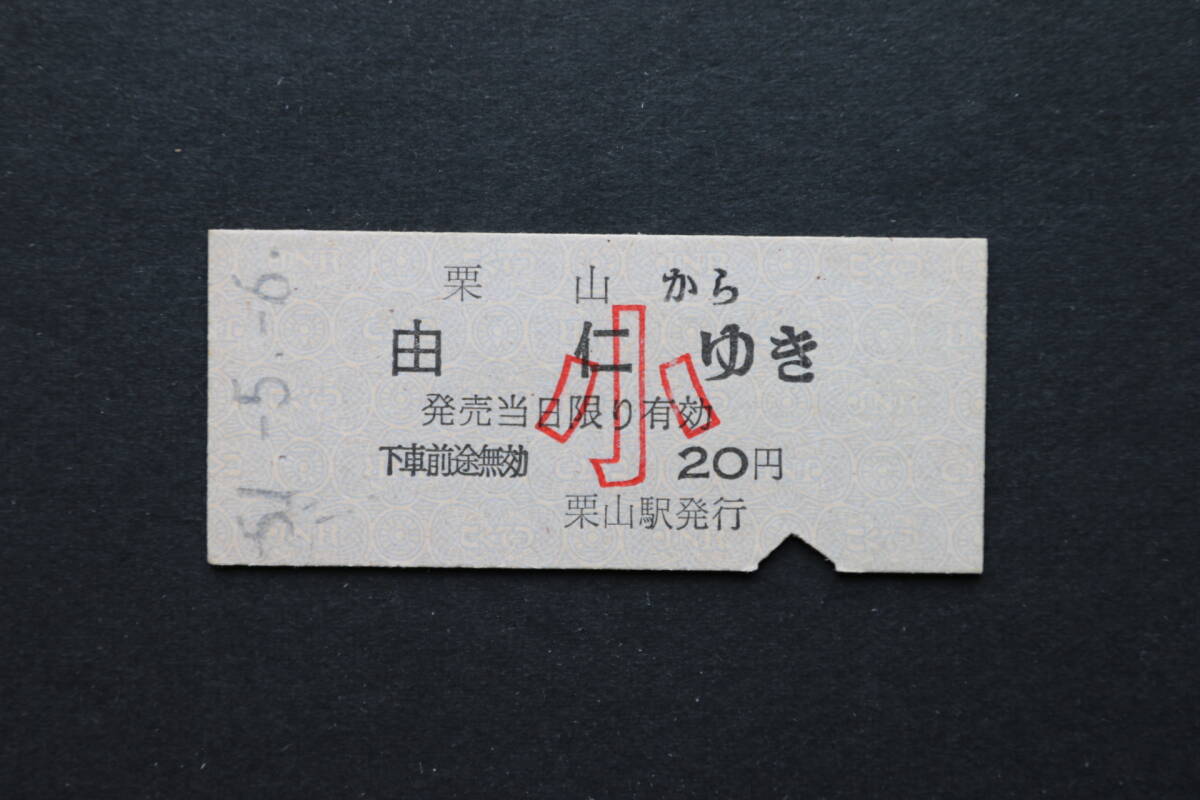 栗山から
由仁ゆき
小
発売当日限り有効
下車前途無効 20円
栗山駅発行
51.-5.-6.